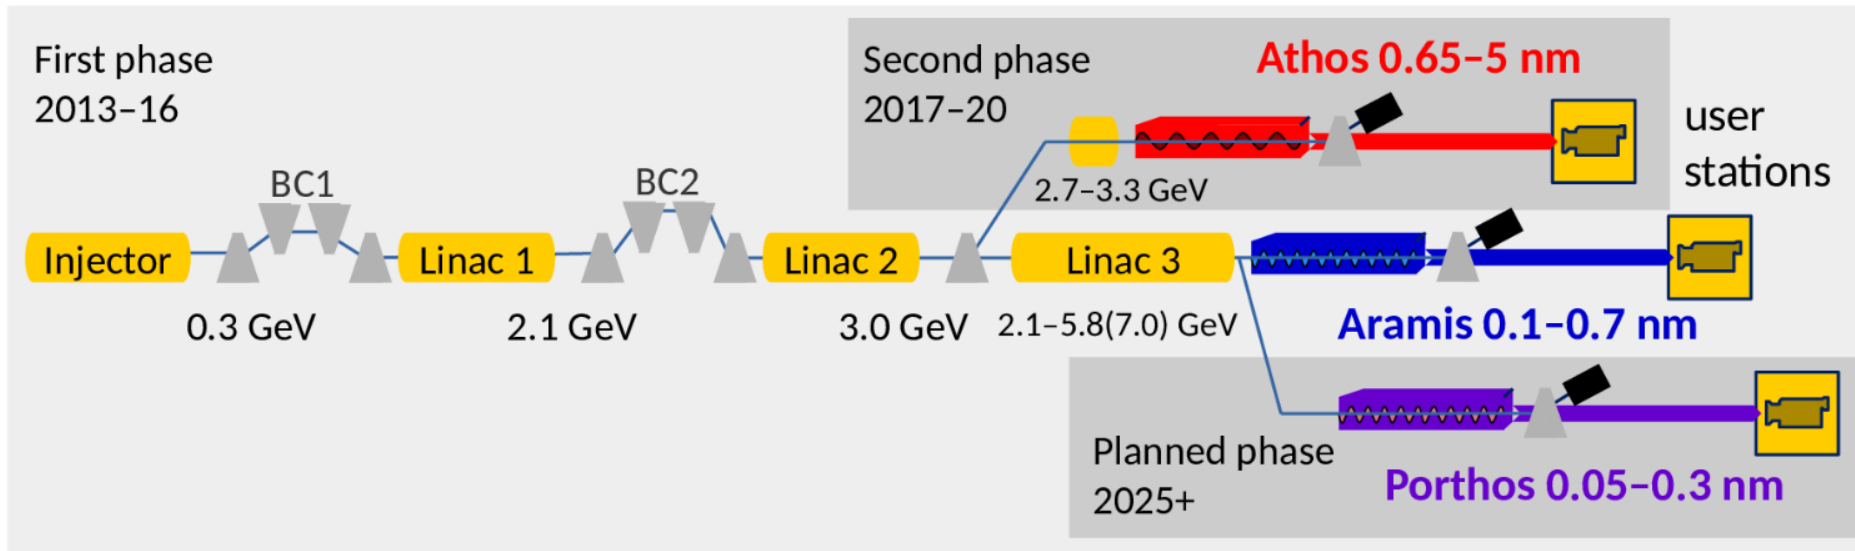 First phase
2013–16
Second phase
2017–20
Athos 0.65–5 nm
user
stations
2.7–3.3 GeV
BC1
BC2
Injector
Linac 1
Linac 2
Linac 3
0.3 GeV
2.1 GeV
3.0 GeV
2.1–5.8(7.0) GeV
Aramis 0.1–0.7 nm
Planned phase
2025+
Porthos 0.05–0.3 nm